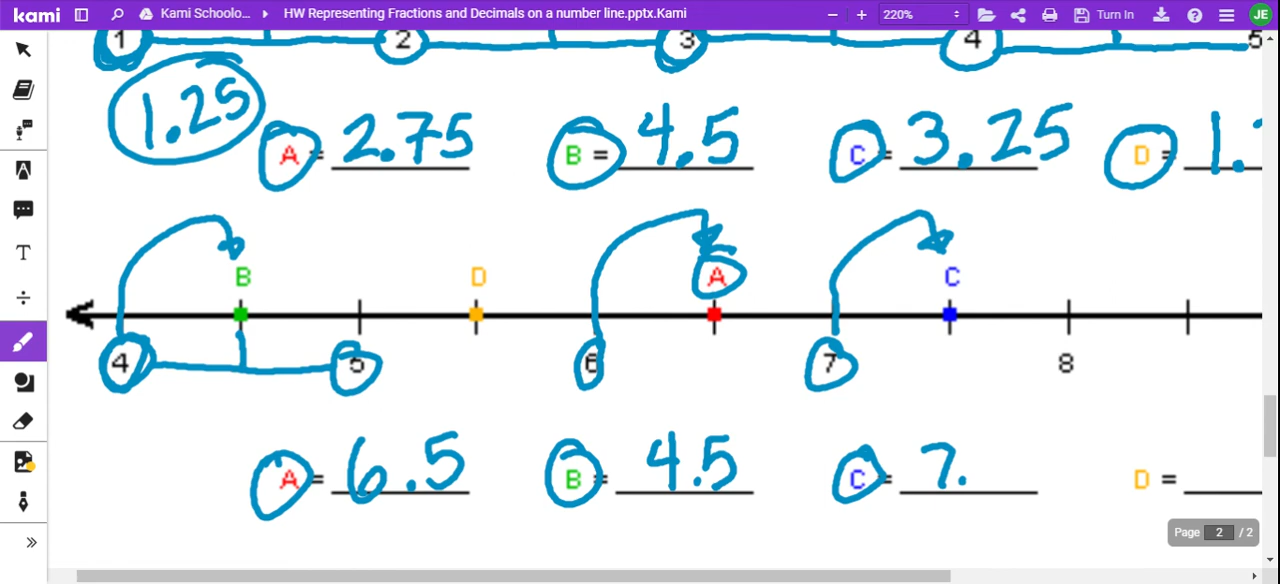 kami Kami Schoolo... HW Representing Fractions and Decimals on a number line.pptx.Kami 220% Turn In JE
1 2 3 4 5
1.25
A = 2.75 B = 4.5 C = 3.25 D = 1.
B D A C
4 5 6 7 8
A = 6.5 B = 4.5 C = 7. D =
Page 2 / 2